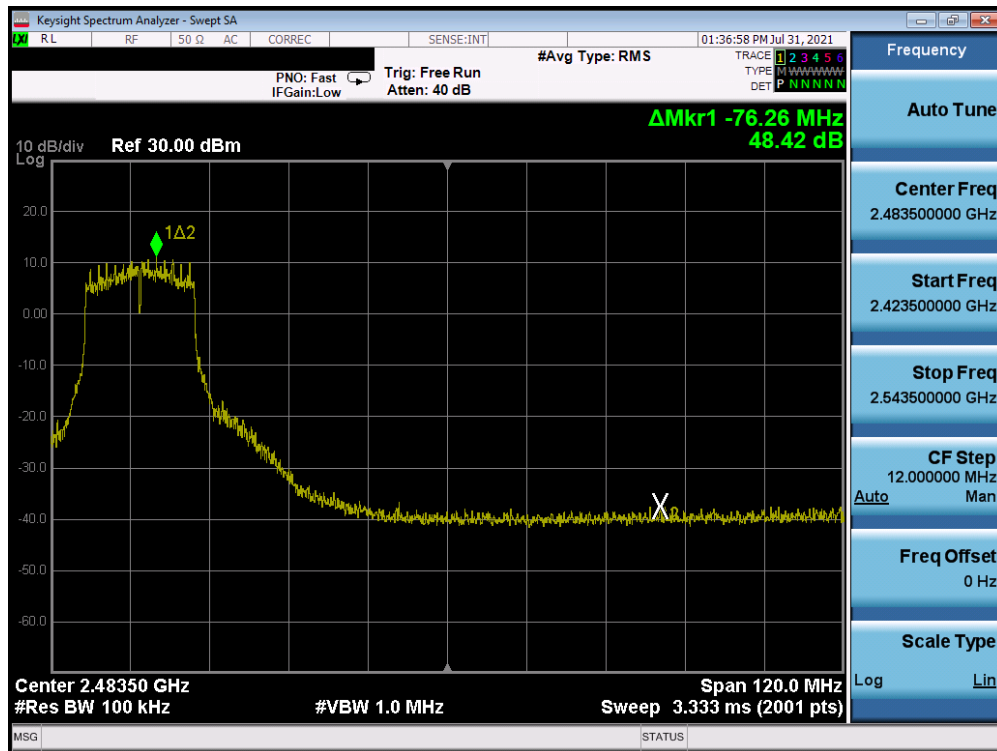 Keysight Spectrum Analyzer - Swept SA
LXI RL RF 50 Ω AC CORREC SENSE:INT 01:36:58 PM Jul 31, 2021
#Avg Type: RMS
TRACE 1 2 3 4 5 6
TYPE M W W W W W
DET P N N N N N
PNO: Fast
IFGain:Low
Trig: Free Run
Atten: 40 dB
ΔMkr1 -76.26 MHz
48.42 dB
10 dB/div
Log
Ref 30.00 dBm
20.0
10.0
0.00
-10.0
-20.0
-30.0
-40.0
-50.0
-60.0
1Δ2
X
Center 2.48350 GHz
#Res BW 100 kHz
#VBW 1.0 MHz
Span 120.0 MHz
Sweep 3.333 ms (2001 pts)
MSG
STATUS
Frequency
Auto Tune
Center Freq
2.483500000 GHz
Start Freq
2.423500000 GHz
Stop Freq
2.543500000 GHz
CF Step
12.000000 MHz
Auto Man
Freq Offset
0 Hz
Scale Type
Log Lin